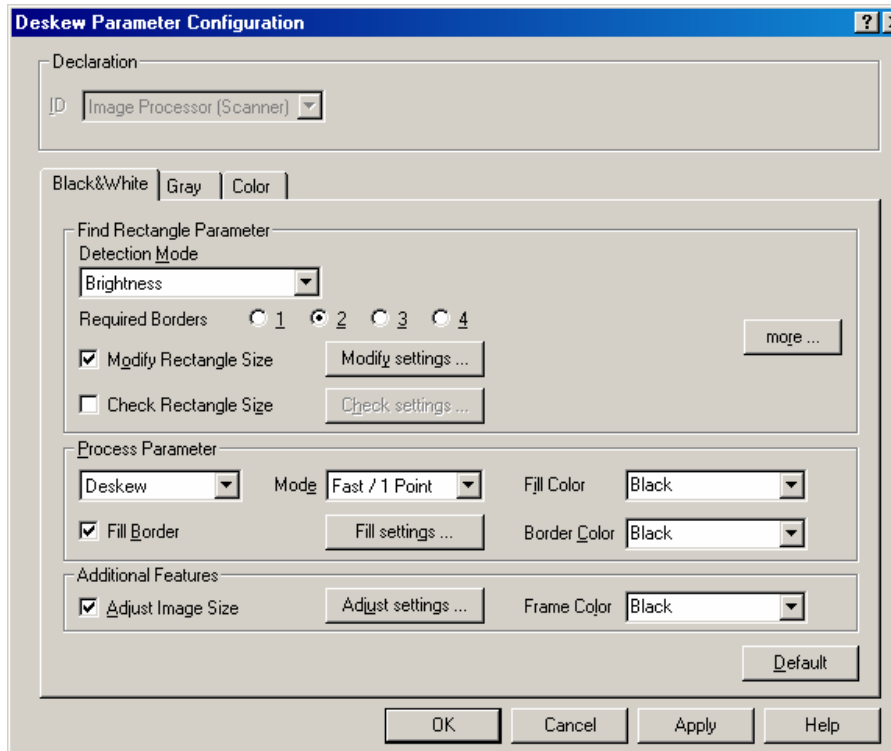 Deskew Parameter Configuration ?
Declaration
ID Image Processor (Scanner)
Black&White Gray Color
Find Rectangle Parameter
Detection Mode
Brightness
Required Borders 1 2 3 4
more ...
Modify Rectangle Size Modify settings ...
Check Rectangle Size Check settings ...
Process Parameter
Deskew Mode Fast / 1 Point Fill Color Black
Fill Border Fill settings ... Border Color Black
Additional Features
Adjust Image Size Adjust settings ... Frame Color Black
Default
OK Cancel Apply Help